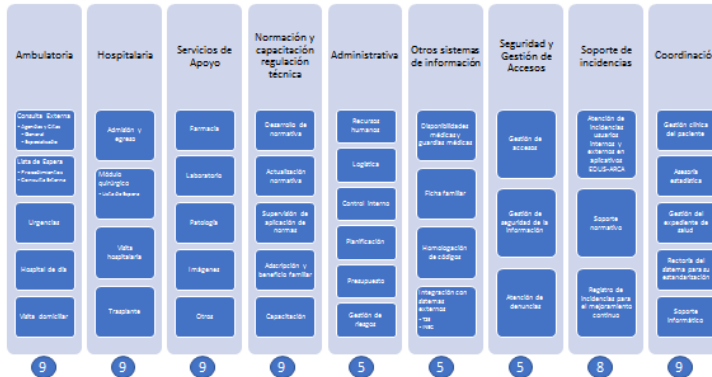 Ambulatoria
Consulta Externa
• Agendas y Citas
• General
• Especializada
Lista de Espera
• Procedimientos
• Consulta Externa
Urgencias
Hospital de día
Visita domiciliar
9
Hospitalaria
Admisión y
egreso
Módulo
quirúrgico
• Lista de Espera
Visita
hospitalaria
Trasplante
9
Servicios de
Apoyo
Farmacia
Laboratorio
Patología
Imágenes
Otros
9
Normación y
capacitación
regulación
técnica
Desarrollo de
normativa
Actualización
normativa
Supervisión de
aplicación de
normas
Adscripción y
beneficio familiar
Capacitación
9
Administrativa
Recursos
humanos
Logística
Control Interno
Planificación
Presupuesto
Gestión de
riesgos
5
Otros sistemas
de información
Disponibilidades
médicas y
guardias médicas
Ficha familiar
Homologación
de códigos
Integración con
sistemas
externos
• TSE
5
Seguridad y
Gestión de
Accesos
Gestión de
accesos
Gestión de
seguridad de la
información
Atención de
denuncias
5
Soporte de
incidencias
Atención de
incidencias
usuarios
internos y
externos en
aplicativos
EDUS-ARCA
Soporte
normativo
Registro de
incidencias para
el mejoramiento
continuo
8
Coordinació
Gestión clínica
del paciente
Asesoría
estadística
Gestión del
expediente de
salud
Rectoría del
sistema para su
estandarización
Soporte
informático
9